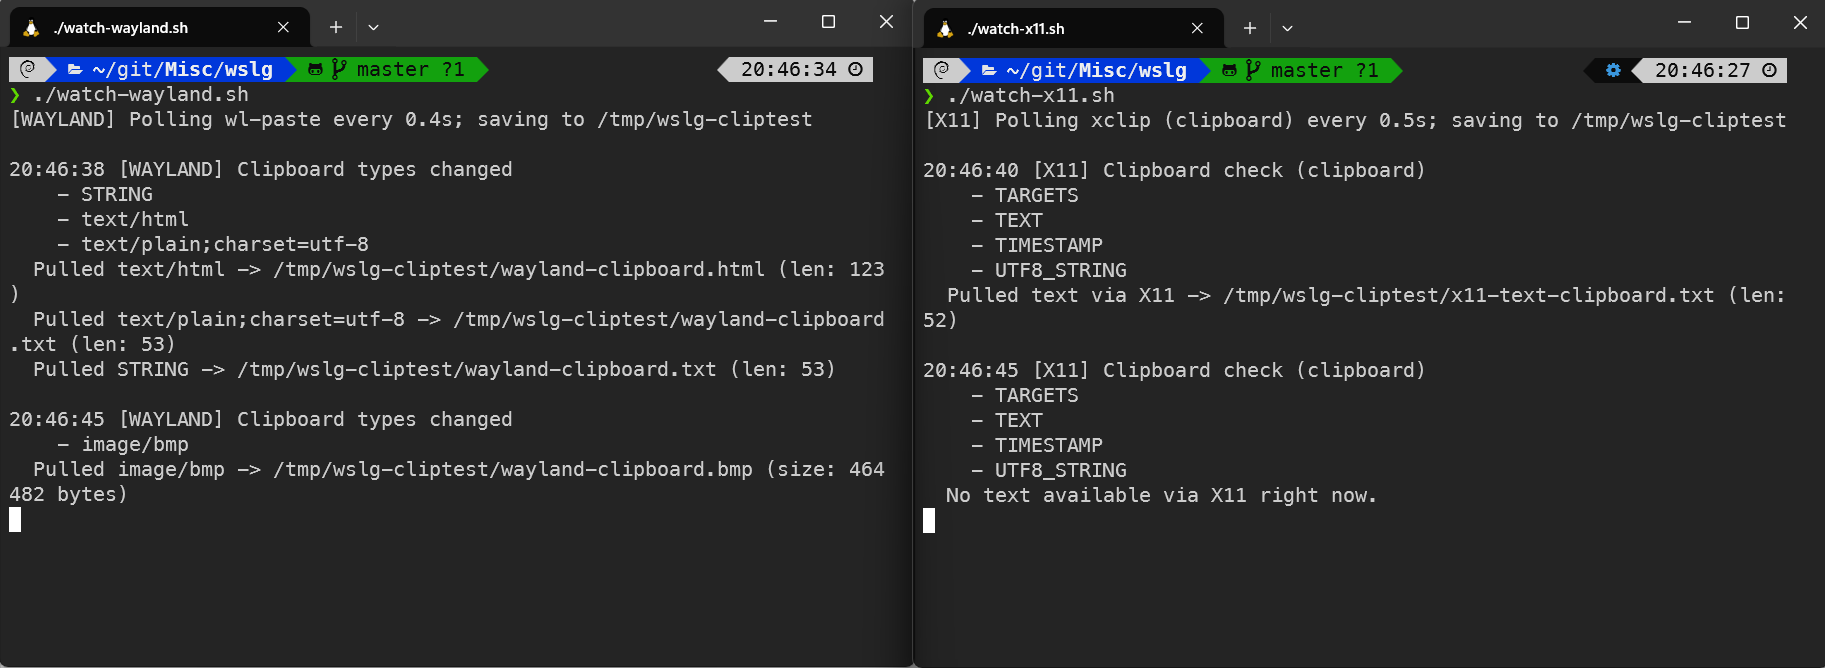 ./watch-wayland.sh
~/git/Misc/wslg master ?1 20:46:34
❯ ./watch-wayland.sh
[WAYLAND] Polling wl-paste every 0.4s; saving to /tmp/wslg-cliptest
20:46:38 [WAYLAND] Clipboard types changed
- STRING
- text/html
- text/plain;charset=utf-8
Pulled text/html -> /tmp/wslg-cliptest/wayland-clipboard.html (len: 123
)
Pulled text/plain;charset=utf-8 -> /tmp/wslg-cliptest/wayland-clipboard
.txt (len: 53)
Pulled STRING -> /tmp/wslg-cliptest/wayland-clipboard.txt (len: 53)
20:46:45 [WAYLAND] Clipboard types changed
- image/bmp
Pulled image/bmp -> /tmp/wslg-cliptest/wayland-clipboard.bmp (size: 464
482 bytes)
./watch-x11.sh
~/git/Misc/wslg master ?1 20:46:27
❯ ./watch-x11.sh
[X11] Polling xclip (clipboard) every 0.5s; saving to /tmp/wslg-cliptest
20:46:40 [X11] Clipboard check (clipboard)
- TARGETS
- TEXT
- TIMESTAMP
- UTF8_STRING
Pulled text via X11 -> /tmp/wslg-cliptest/x11-text-clipboard.txt (len:
52)
20:46:45 [X11] Clipboard check (clipboard)
- TARGETS
- TEXT
- TIMESTAMP
- UTF8_STRING
No text available via X11 right now.